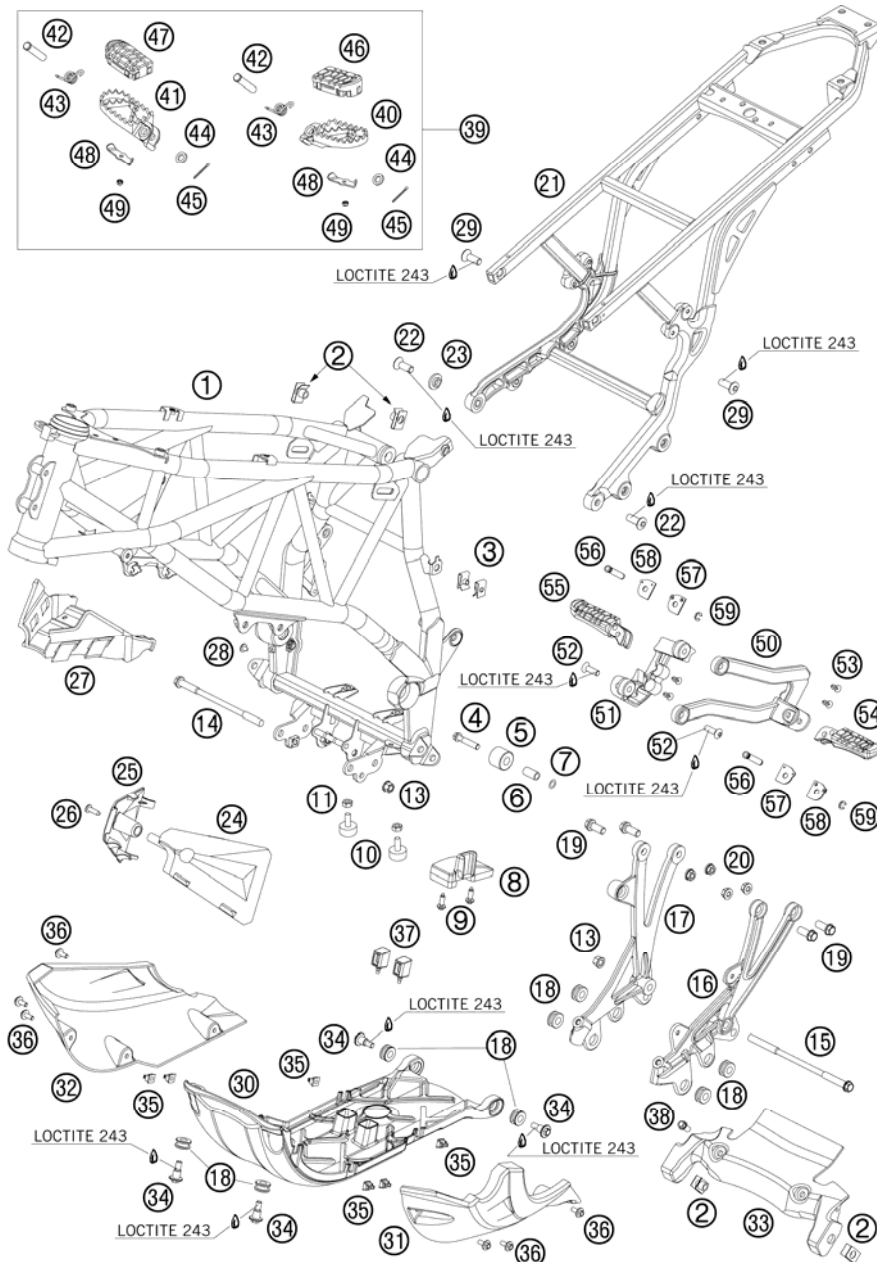 42 47 42 46
43 41 43 40
44 39
48 44
48
49 45 49 45
21
29
LOCTITE 243
22 23
2
1
LOCTITE 243
29
LOCTITE 243
LOCTITE 243
22
3
56 58 57
55 59
28 52 50 53
27 LOCTITE 243
14 51 54
4 5
7 52
25 6 56
LOCTITE 243 57 58 59
26 24 11 13
10 19 20
8
9 17
36 37 13 19
16
LOCTITE 243 18
34 15
36 35 18
32 30 18
35 34 38
LOCTITE 243 LOCTITE 243
18 35
34 35 2
LOCTITE 243 34 31 36 36 33 2